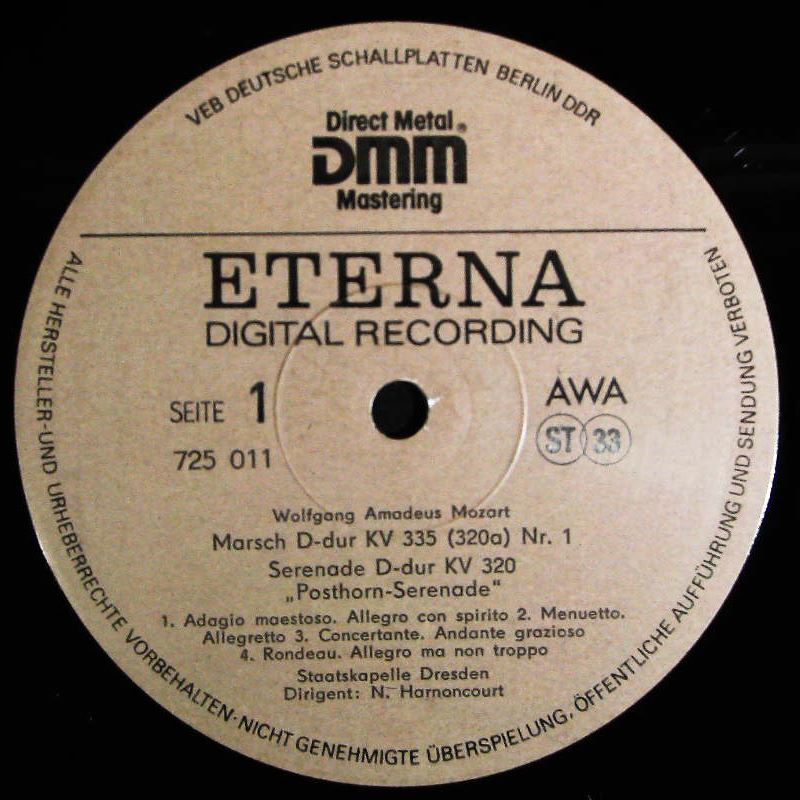 VEB DEUTSCHE SCHALLPLATTEN BERLIN DDR
Direct Metal®
DMM
Mastering
ETERNA
DIGITAL RECORDING
SEITE 1
AWA
725 011
ST 33
Wolfgang Amadeus Mozart
Marsch D-dur KV 335 (320a) Nr. 1
Serenade D-dur KV 320
„Posthorn-Serenade“
1. Adagio maestoso. Allegro con spirito 2. Menuetto.
Allegretto 3. Concertante. Andante grazioso
4. Rondeau. Allegro ma non troppo
Staatskapelle Dresden
Dirigent: N. Harnoncourt
ALLE HERSTELLER-UND URHEBERRECHTE VORBEHALTEN·NICHT GENEHMIGTE ÜBERSPIELUNG, ÖFFENTLICHE AUFFÜHRUNG UND SENDUNG VERBOTEN